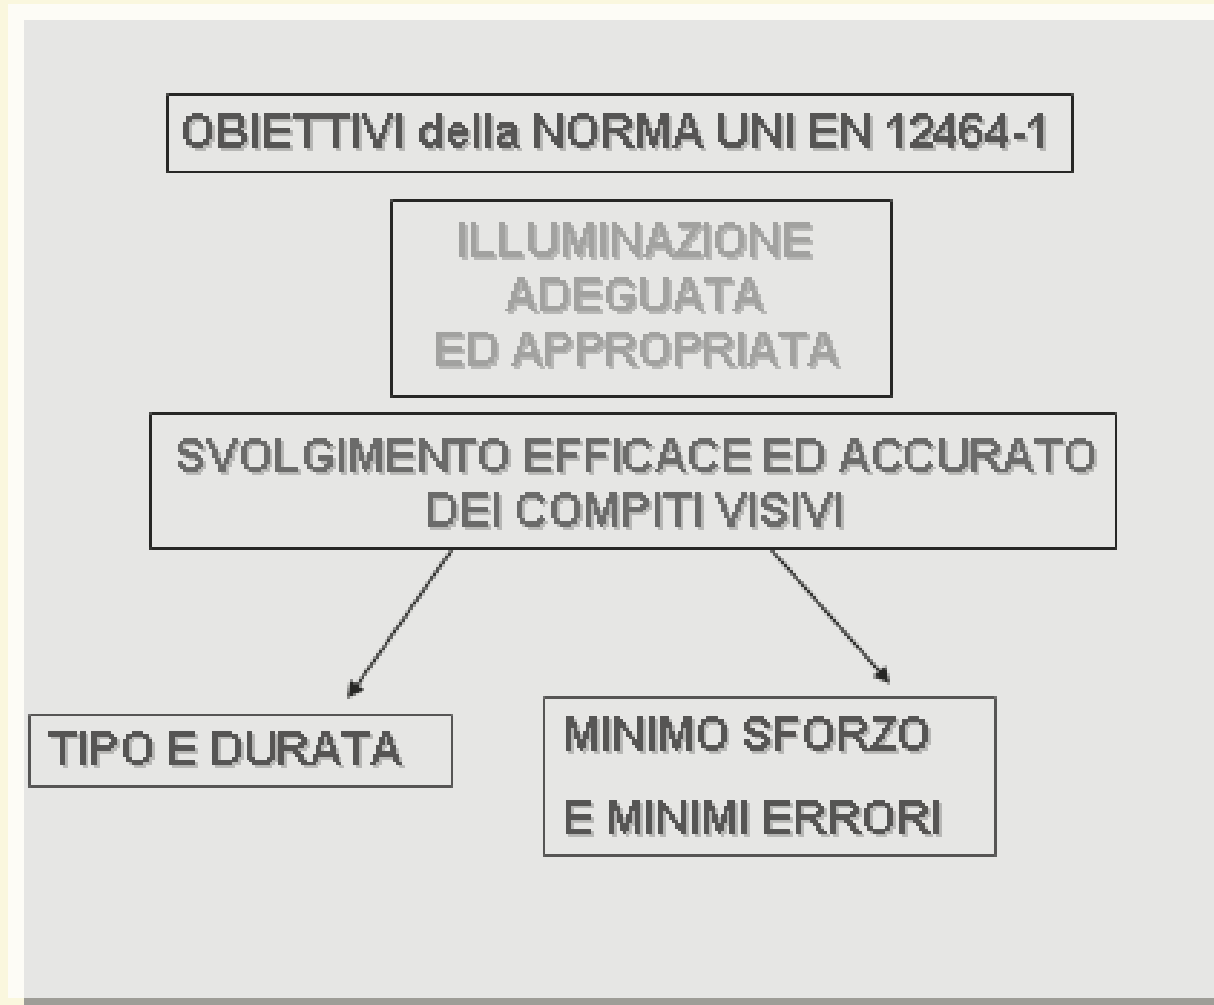 OBIETTIVI della NORMA UNI EN 12464-1
ILLUMINAZIONE
ADEGUATA
ED APPROPRIATA
SVOLGIMENTO EFFICACE ED ACCURATO
DEI COMPITI VISIVI
TIPO E DURATA
MINIMO SFORZO
E MINIMI ERRORI